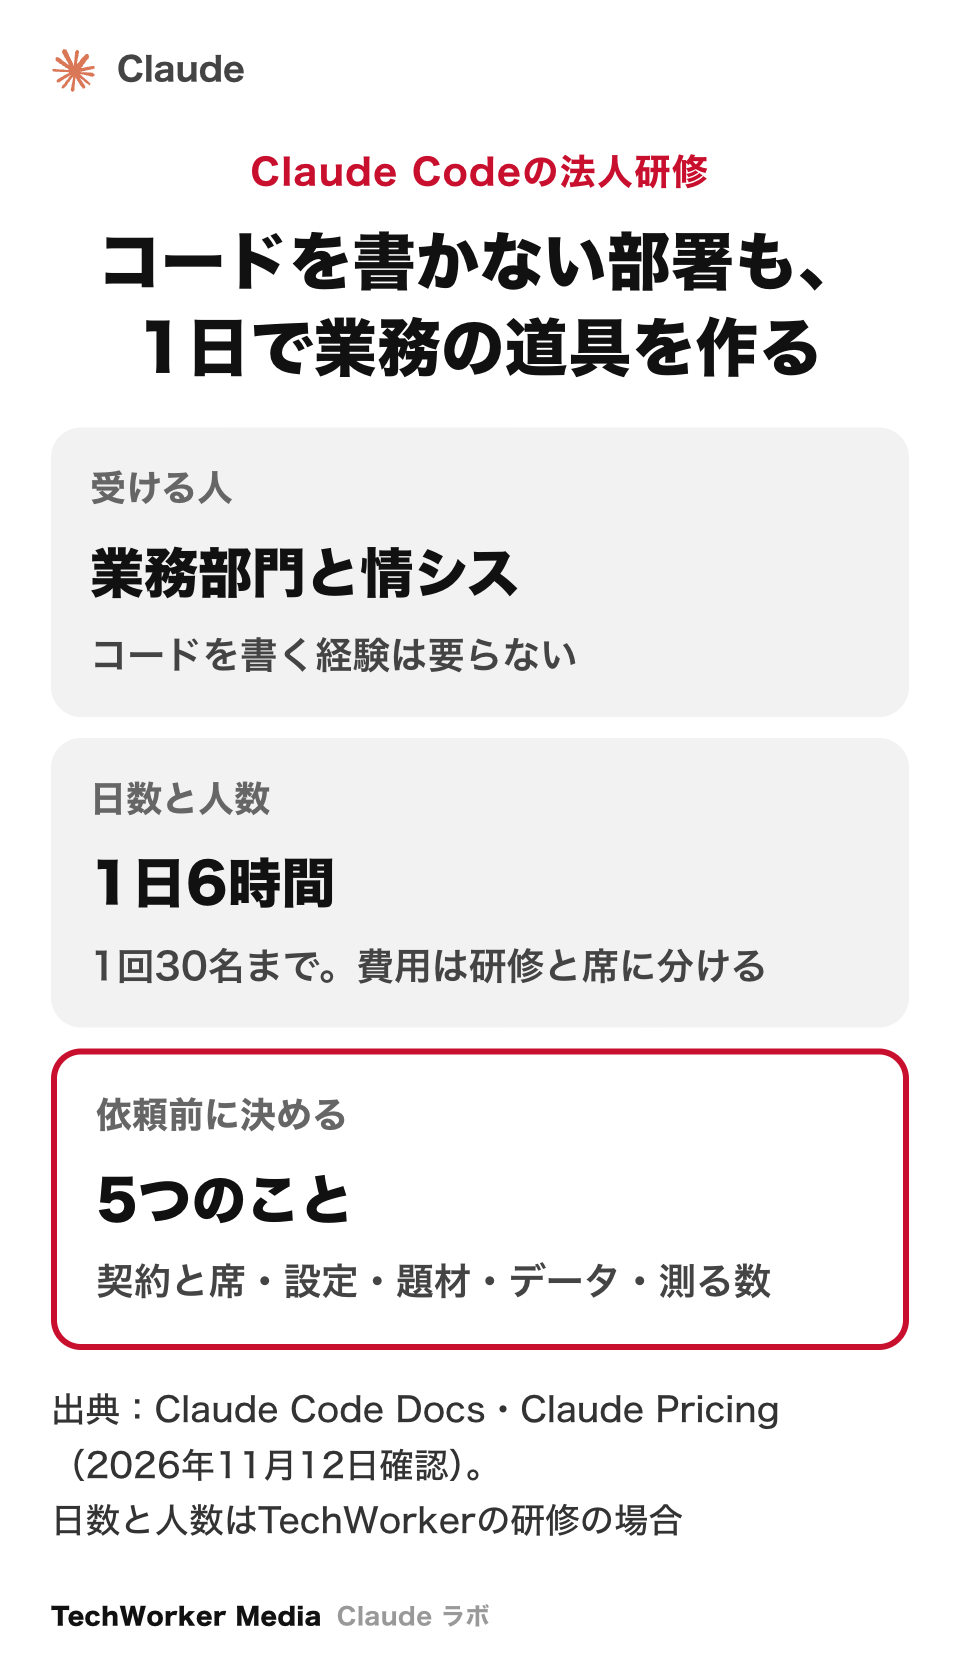 Claude
Claude Codeの法人研修
コードを書かない部署も、
1日で業務の道具を作る
受ける人
業務部門と情シス
コードを書く経験は要らない
日数と人数
1日6時間
1回30名まで。費用は研修と席に分ける
依頼前に決める
5つのこと
契約と席・設定・題材・データ・測る数
出典：Claude Code Docs・Claude Pricing
（2026年11月12日確認）。
日数と人数はTechWorkerの研修の場合
TechWorker Media Claude ラボ